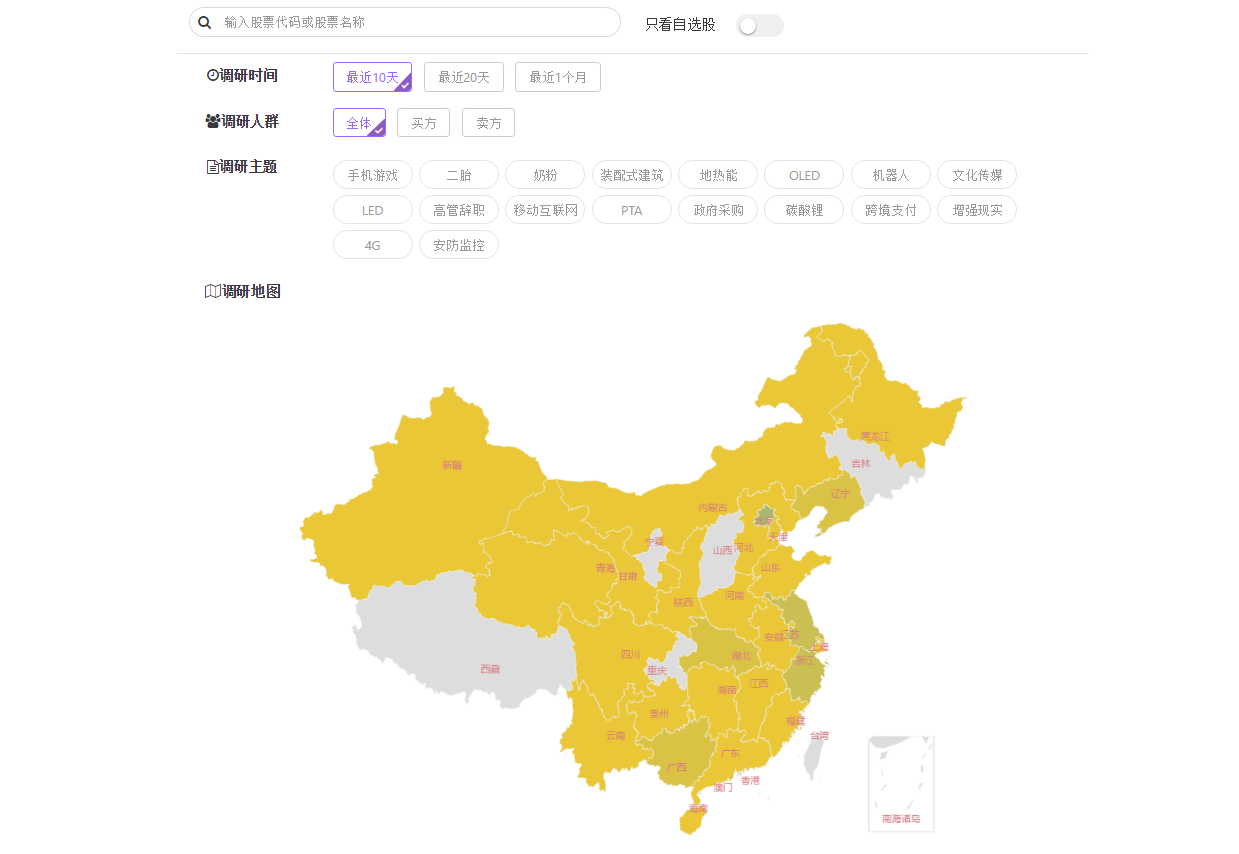 输入股票代码或股票名称 只看自选股
调研时间 最近10天 最近20天 最近1个月
调研人群 全体 买方 卖方
调研主题 手机游戏 二胎 奶粉 装配式建筑 地热能 OLED 机器人 文化传媒
LED 高管辞职 移动互联网 PTA 政府采购 碳酸锂 跨境支付 增强现实
4G 安防监控
调研地图
黑龙江
新疆
吉林
辽宁
内蒙古
北京
天津
宁夏
山西
河北
青海
山东
甘肃
河南
陕西
安徽
江苏
上海
四川
湖北
浙江
西藏
重庆
江西
湖南
贵州
福建
云南
台湾
广东
广西
香港
澳门
海南
南海诸岛